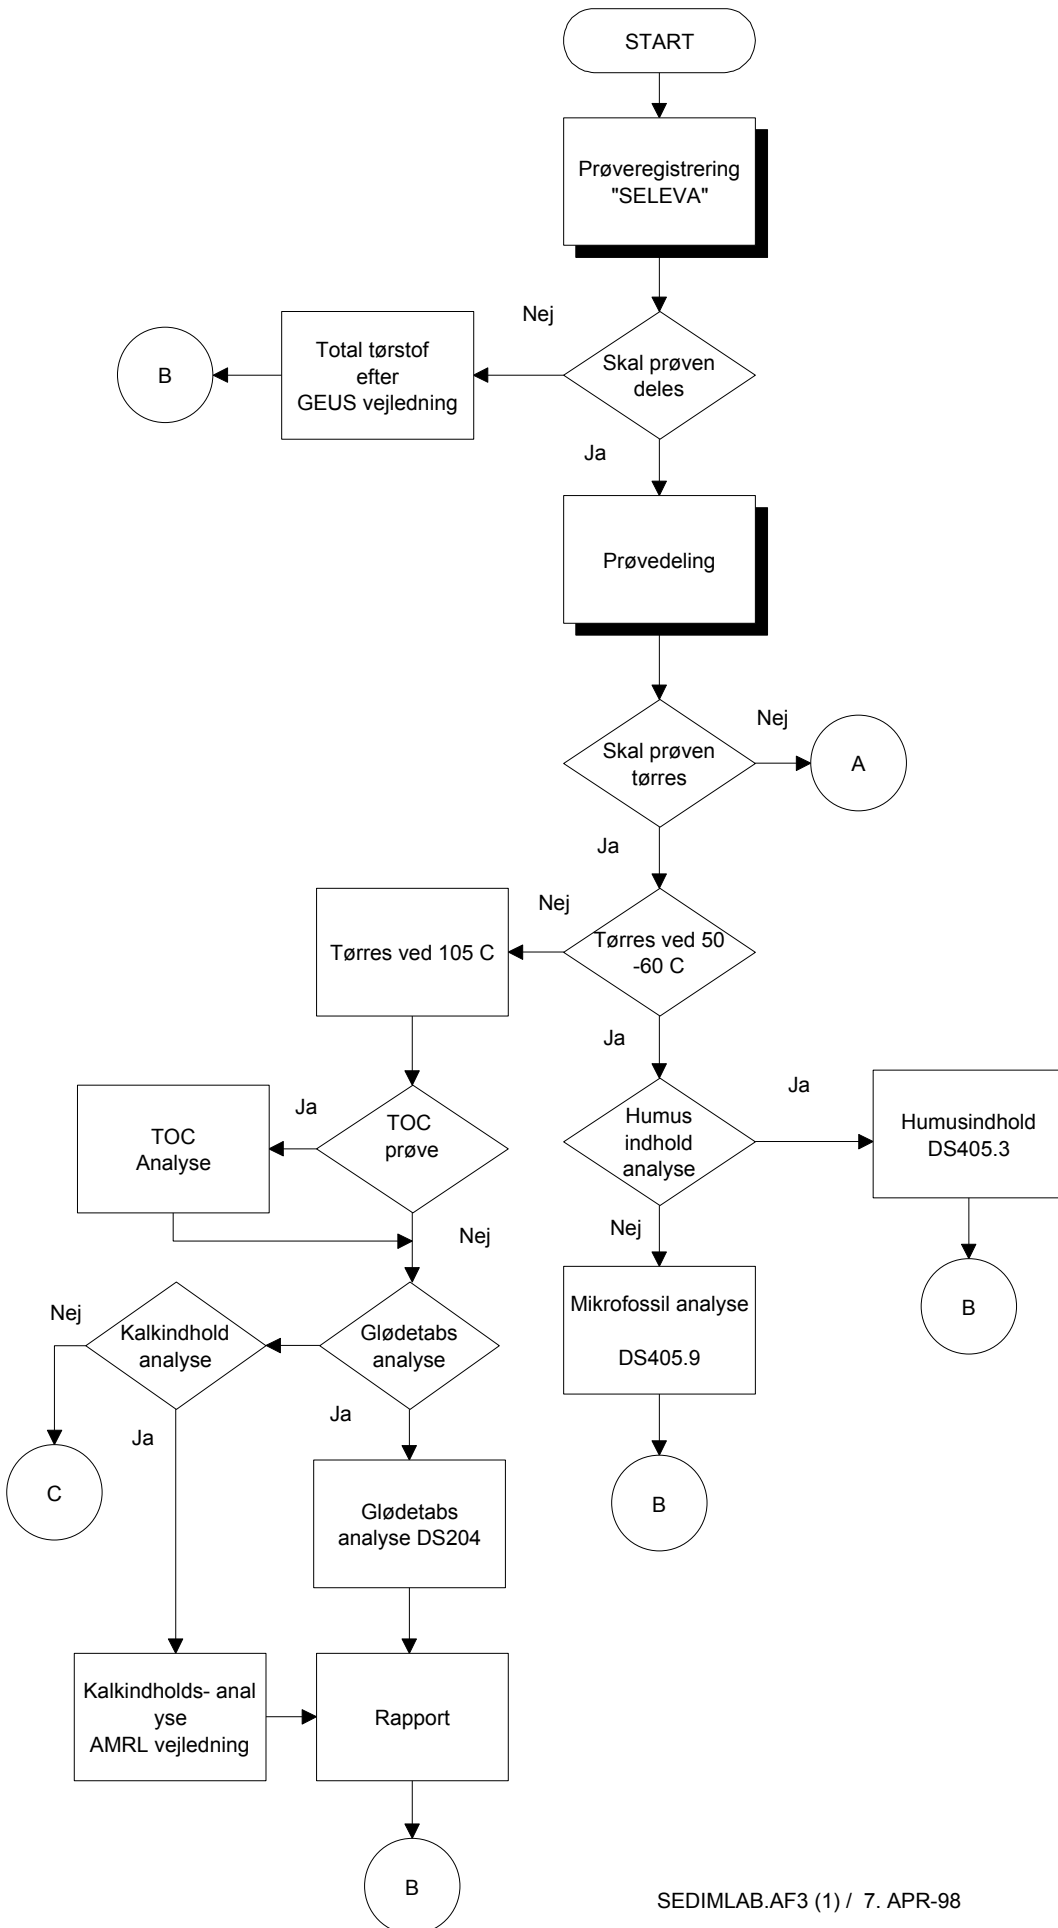 START
Prøveregistrering
"SELEVA"
Nej
Skal prøven
deles
Total tørstof
efter
GEUS vejledning
B
Ja
Prøvedeling
Skal prøven
tørres
Nej
A
Ja
Tørres ved 50
-60 C
Nej
Tørres ved 105 C
Ja
Humus
indhold
analyse
Ja
Humusindhold
DS405.3
B
Nej
Mikrofossil analyse
DS405.9
B
TOC
prøve
Ja
TOC
Analyse
Nej
Glødetabs
analyse
Kalkindhold
analyse
Nej
C
Ja
Ja
Glødetabs
analyse DS204
Kalkindholds- anal
yse
AMRL vejledning
Rapport
B
SEDIMLAB.AF3 (1) / 7. APR-98